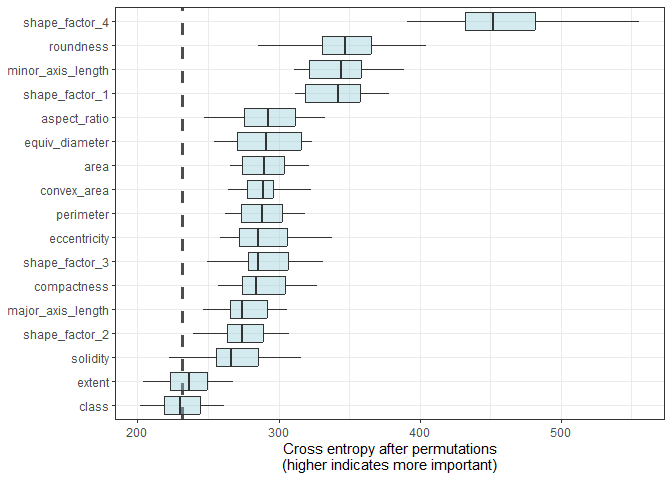 shape_factor_4
roundness
minor_axis_length
shape_factor_1
aspect_ratio
equiv_diameter
area
convex_area
perimeter
eccentricity
shape_factor_3
compactness
major_axis_length
shape_factor_2
solidity
extent
class
200 300 400 500
Cross entropy after permutations
(higher indicates more important)